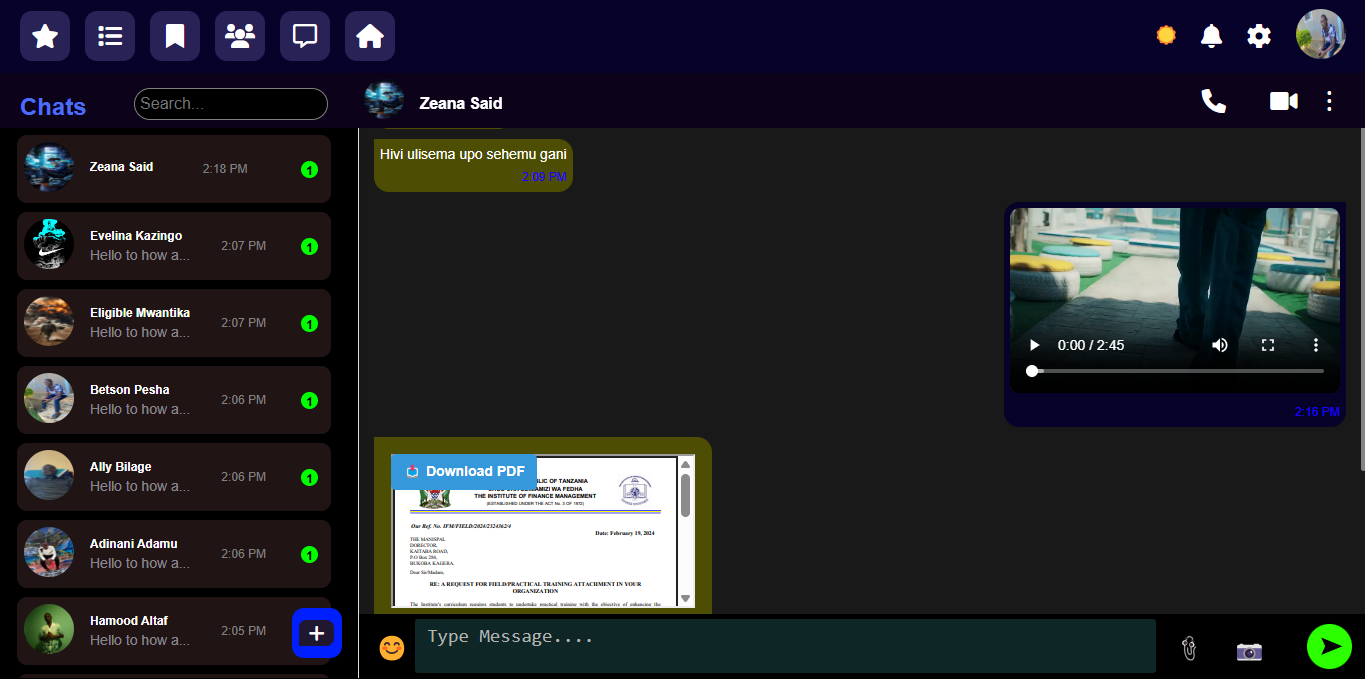 Chats
Search...
Zeana Said
Zeana Said
2:18 PM
1
Evelina Kazingo
Hello to how a...
2:07 PM
1
Eligible Mwantika
Hello to how a...
2:07 PM
1
Betson Pesha
Hello to how a...
2:06 PM
1
Ally Bilage
Hello to how a...
2:06 PM
1
Adinani Adamu
Hello to how a...
2:06 PM
1
Hamood Altaf
Hello to how a...
2:05 PM
+
Hivi ulisema upo sehemu gani
2:09 PM
0:00 / 2:45
2:16 PM
Download PDF
LIC OF TANZANIA
MIZI WA FEDHA
THE INSTITUTE OF FINANCE MANAGEMENT
(ESTABLISHED UNDER THE ACT No. 3 OF 1972)
Our Ref. No. IFM/FIELD/2024/2324362/4
Date: February 19, 2024
THE MANISPAL
DORECTOR,
KAITABA ROAD,
P.O Box 284,
BUKOBA KAGERA.
Dear Sir/Madam,
RE: A REQUEST FOR FIELD/PRACTICAL TRAINING ATTACHMENT IN YOUR
ORGANIZATION
The Institute's curriculum requires students to undertake practical training with the objective of enhancing the
Type Message....